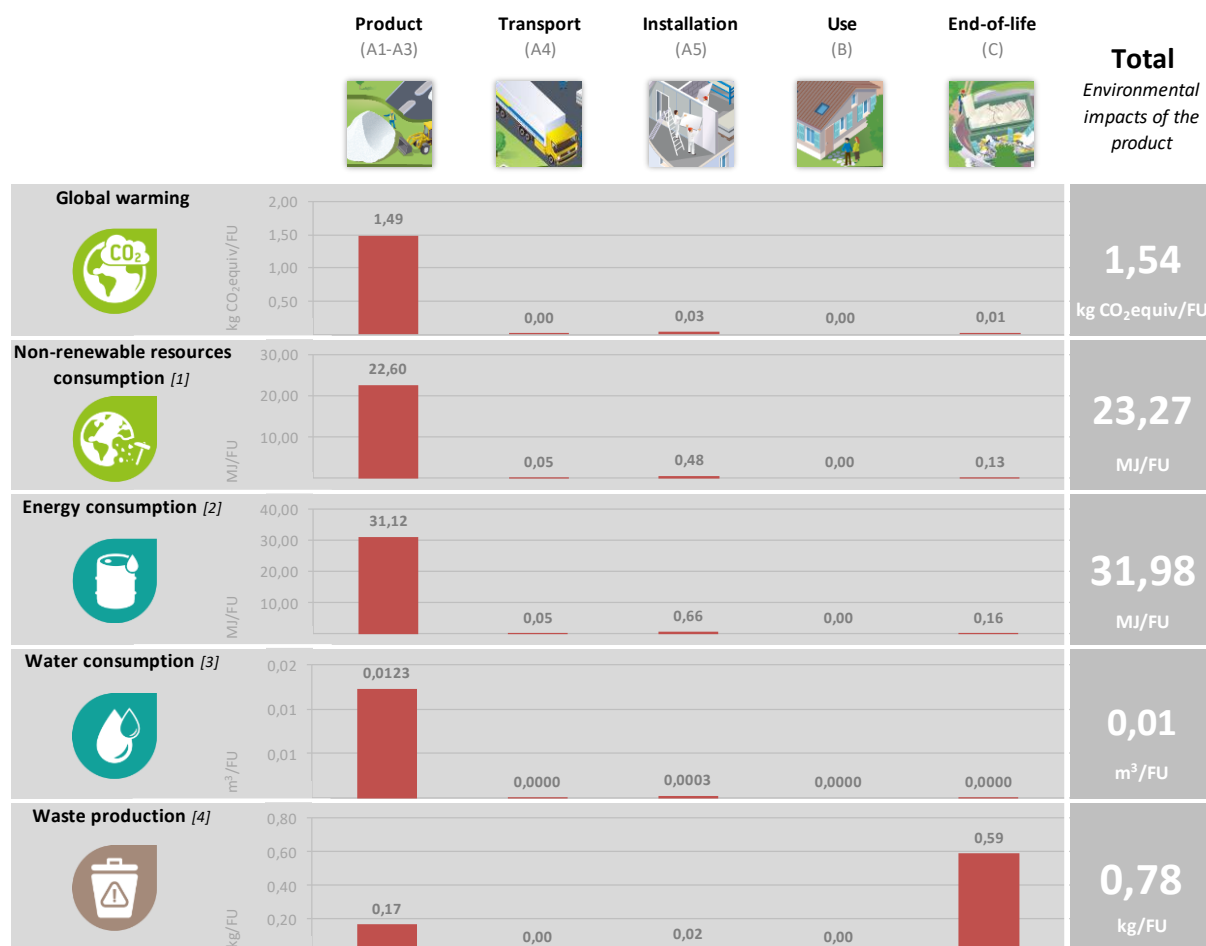 Product
(A1-A3)
Transport
(A4)
Installation
(A5)
Use
(B)
End-of-life
(C)
Total
Environmental
impacts of the
product
Global warming
CO₂
kg CO₂equiv/FU
2,00
1,50
1,00
0,50
1,49
0,00
0,03
0,00
0,01
1,54
kg CO₂equiv/FU
Non-renewable resources
consumption [1]
MJ/FU
30,00
20,00
10,00
22,60
0,05
0,48
0,00
0,13
23,27
MJ/FU
Energy consumption [2]
MJ/FU
40,00
30,00
20,00
10,00
31,12
0,05
0,66
0,00
0,16
31,98
MJ/FU
Water consumption [3]
m³/FU
0,02
0,01
0,01
0,0123
0,0000
0,0003
0,0000
0,0000
0,01
m³/FU
Waste production [4]
kg/FU
0,80
0,60
0,40
0,20
0,17
0,00
0,02
0,00
0,59
0,78
kg/FU